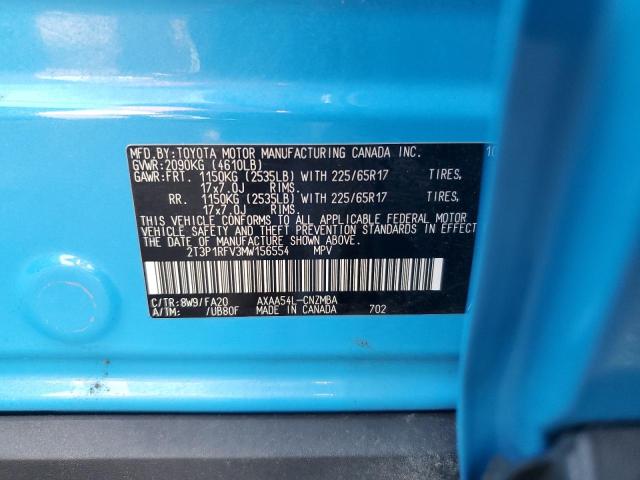 MFD.BY:TOYOTA MOTOR MANUFACTURING CANADA INC. 10
GVWR:2090KG (4610LB)
GAWR:FRT. 1150KG (2535LB) WITH 225/65R17 TIRES,
17x7.0J RIMS.
RR. 1150KG (2535LB) WITH 225/65R17 TIRES,
17x7.0J RIMS.
THIS VEHICLE CONFORMS TO ALL APPLICABLE FEDERAL MOTOR
VEHICLE SAFETY AND THEFT PREVENTION STANDARDS
IN EFFECT ON THE DATE OF MANUFACTURE SHOWN ABOVE.
2T3P1RFV3MW156554 MPV
C/TR:8W9/FA20 AXAA54L-CNZMBA
A/TM: /UB80F MADE IN CANADA 702